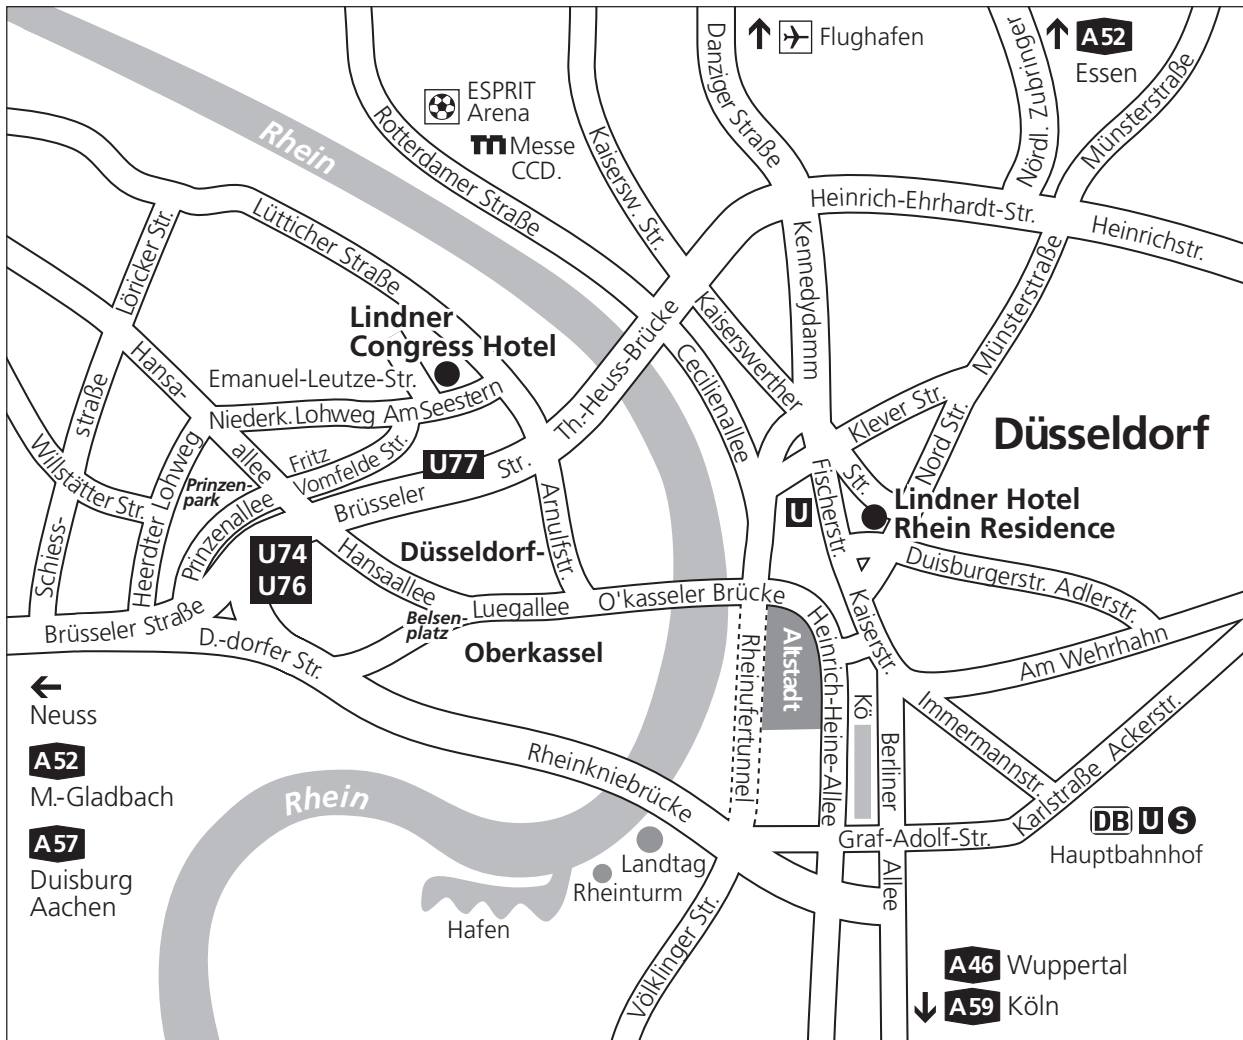 Flughafen
A52
Essen
Danziger Straße
Nördl. Zubringer
Münsterstraße
ESPRIT
Arena
Messe
CCD.
Rhein
Rotterdamer Straße
Kaisersw. Str.
Heinrich-Ehrhardt-Str.
Heinrichstr.
Lütticher Straße
Löricker Str.
Kennedydamm
Münsterstraße
Kaiserswerther
Str.
Th.-Heuss-Brücke
Cecilienallee
Lindner
Congress Hotel
Hansa-
allee
Emanuel-Leutze-Str.
Niederk.Lohweg Am Seestern
Schiess-
straße
Willstätter Str.
Heerdter Lohweg
Prinzen-
park
Prinzenallee
Fritz
Vomfelde Str.
U77
Brüsseler
Str.
Klever Str.
Nord Str.
Düsseldorf
Fischerstr.
U
Lindner Hotel
Rhein Residence
Arnulfstr.
U74
U76
Hansaallee
Düsseldorf-
Oberkassel
Belsen-
platz
Luegallee
O'kasseler Brücke
Duisburgerstr. Adlerstr.
Kaiserstr.
Am Wehrhahn
Brüsseler Straße
D.-dorfer Str.
Altstadt
Rheinufertunnel
Heinrich-Heine-Allee
Kö
Berliner
Allee
Immermannstr.
Karlstraße Ackerstr.
Neuss
A52
M.-Gladbach
A57
Duisburg
Aachen
Rheinkniebrücke
Rhein
Graf-Adolf-Str.
DB U S
Hauptbahnhof
Landtag
Rheinturm
Hafen
Völklinger Str.
A46 Wuppertal
A59 Köln